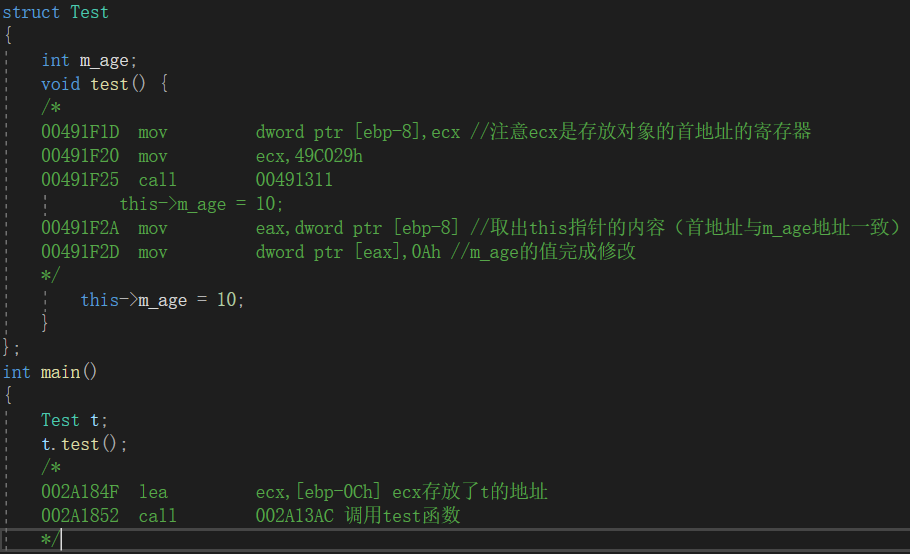 struct Test
{
int m_age;
void test() {
/*
00491F1D mov dword ptr [ebp-8],ecx //注意ecx是存放对象的首地址的寄存器
00491F20 mov ecx,49C029h
00491F25 call 00491311
this->m_age = 10;
00491F2A mov eax,dword ptr [ebp-8] //取出this指针的内容（首地址与m_age地址一致）
00491F2D mov dword ptr [eax],0Ah //m_age的值完成修改
*/
this->m_age = 10;
}
};
int main()
{
Test t;
t.test();
/*
002A184F lea ecx,[ebp-0Ch] ecx存放了t的地址
002A1852 call 002A13AC 调用test函数
*/